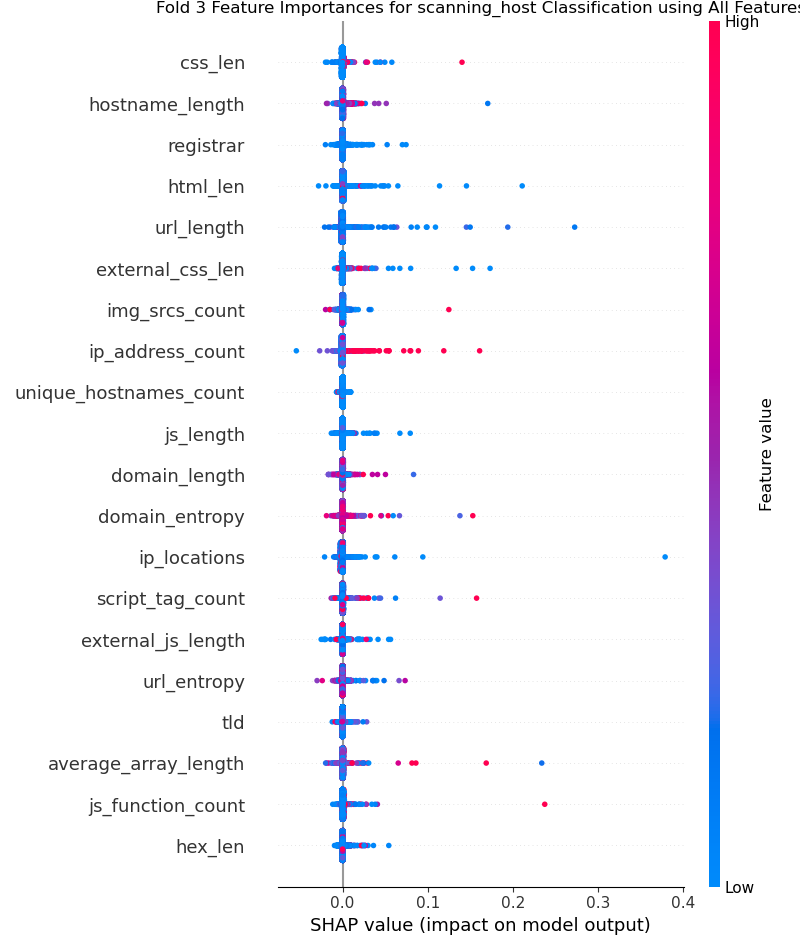 Fold 3 Feature Importances for scanning_host Classification using All Features
High
css_len
hostname_length
registrar
html_len
url_length
external_css_len
img_srcs_count
ip_address_count
unique_hostnames_count
js_length
domain_length
domain_entropy
ip_locations
script_tag_count
external_js_length
url_entropy
tld
average_array_length
js_function_count
hex_len
Feature value
Low
0.0 0.1 0.2 0.3 0.4
SHAP value (impact on model output)